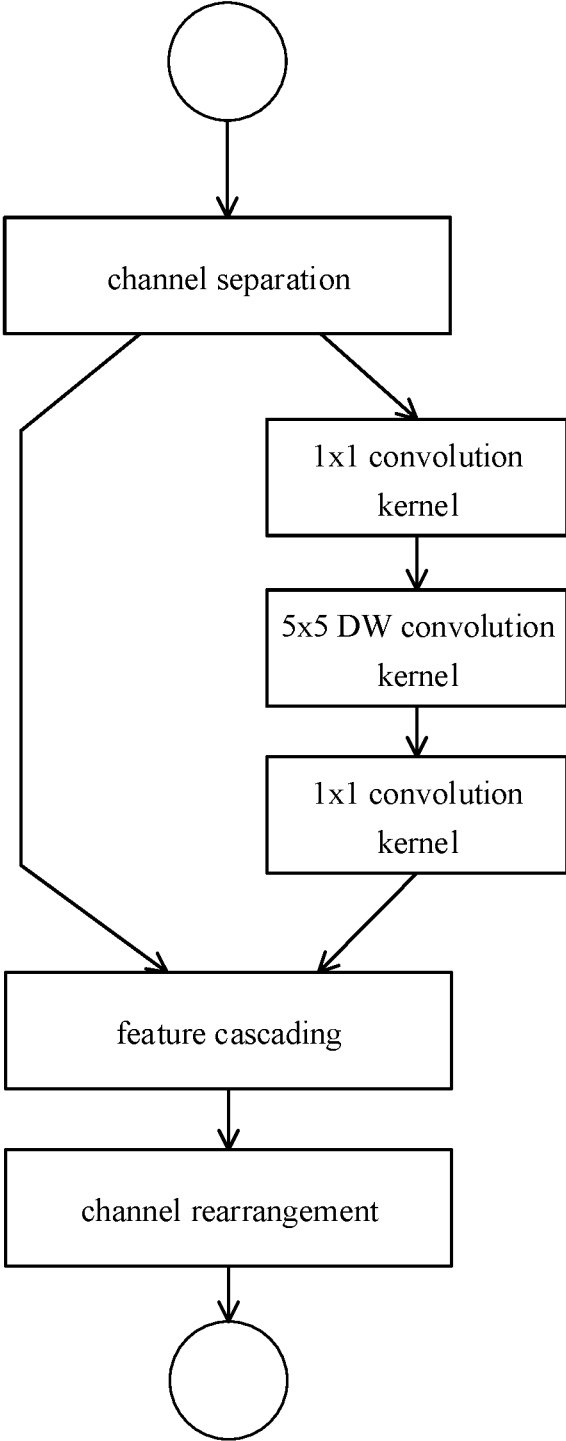 channel separation
1x1 convolution
kernel
5x5 DW convolution
kernel
1x1 convolution
kernel
feature cascading
channel rearrangement